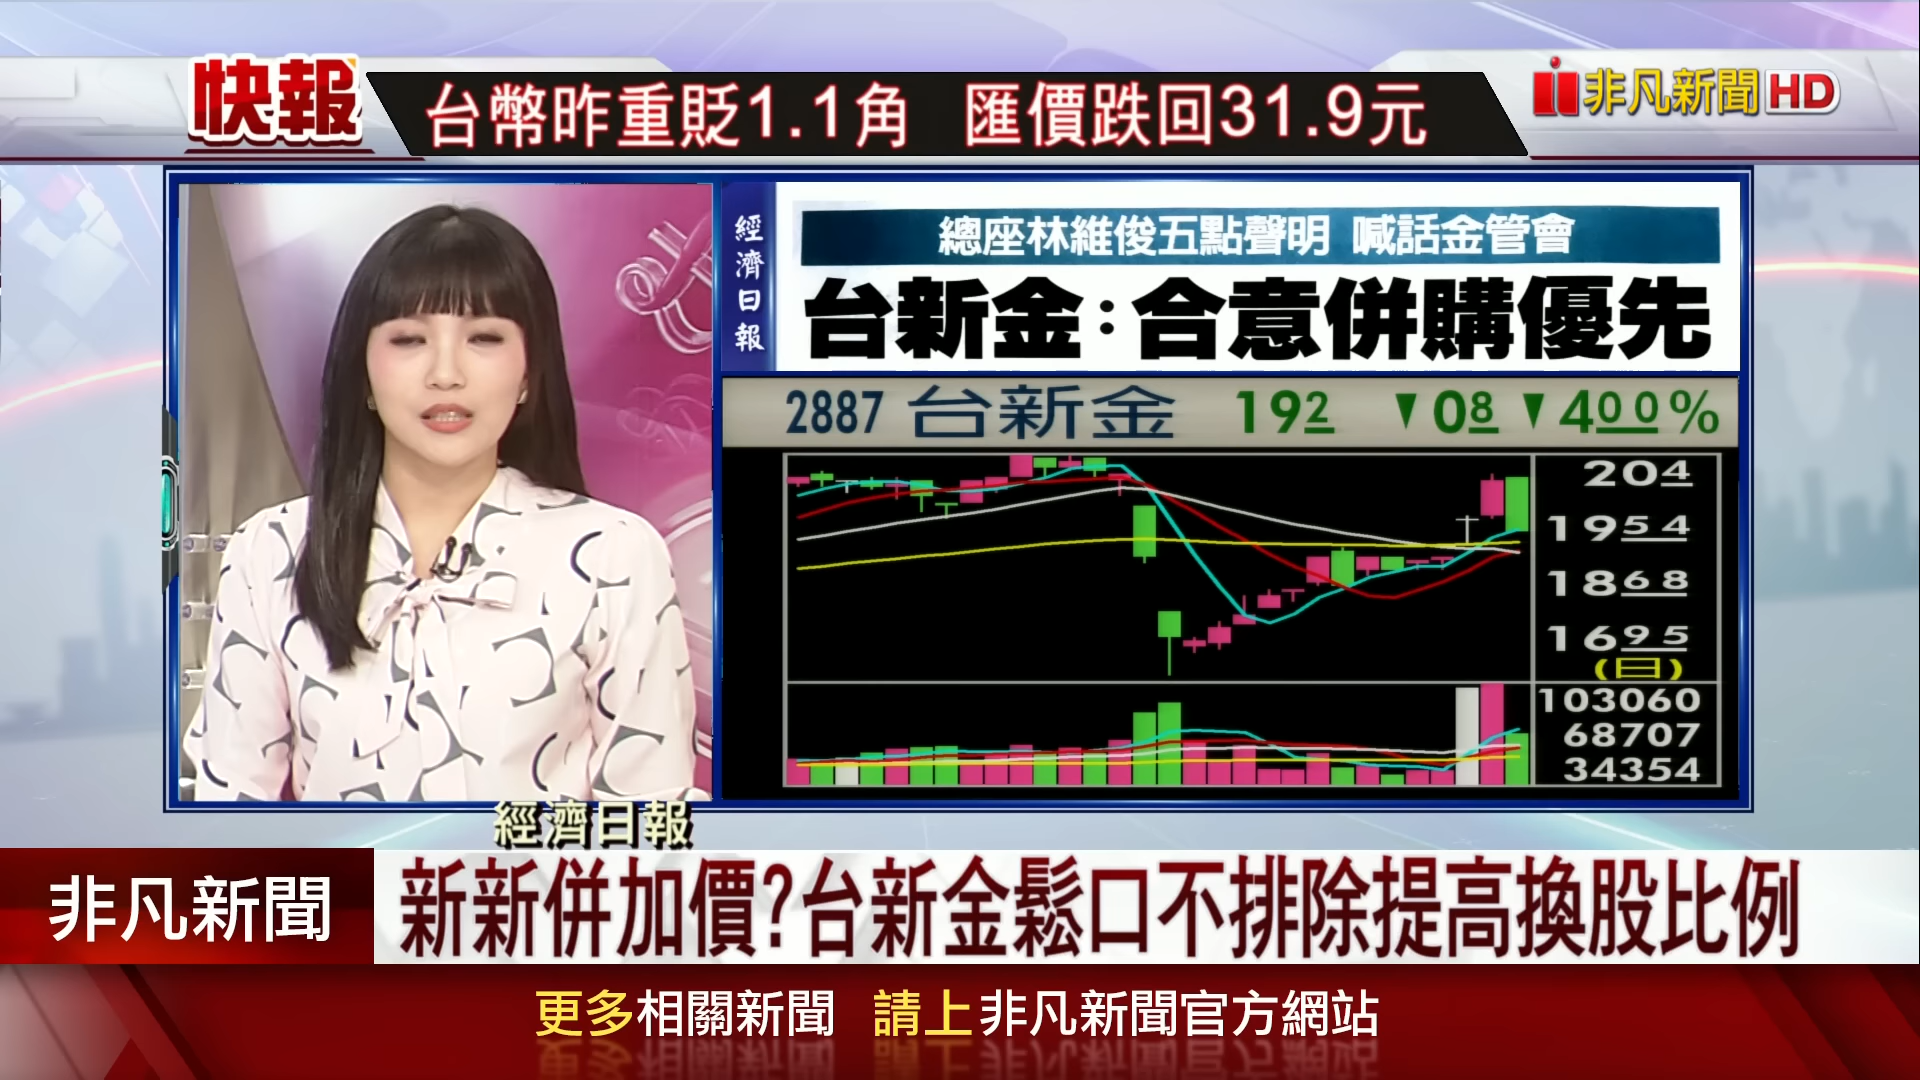 快報
台幣昨重貶1.1角 匯價跌回31.9元
非凡新聞HD
經濟日報
總座林維俊五點聲明 喊話金管會
台新金:合意併購優先
2887 台新金 192 ▼08 ▼400%
204
1954
1868
1695
(日)
103060
68707
34354
經濟日報
非凡新聞
新新併加價?台新金鬆口不排除提高換股比例
更多相關新聞 請上非凡新聞官方網站